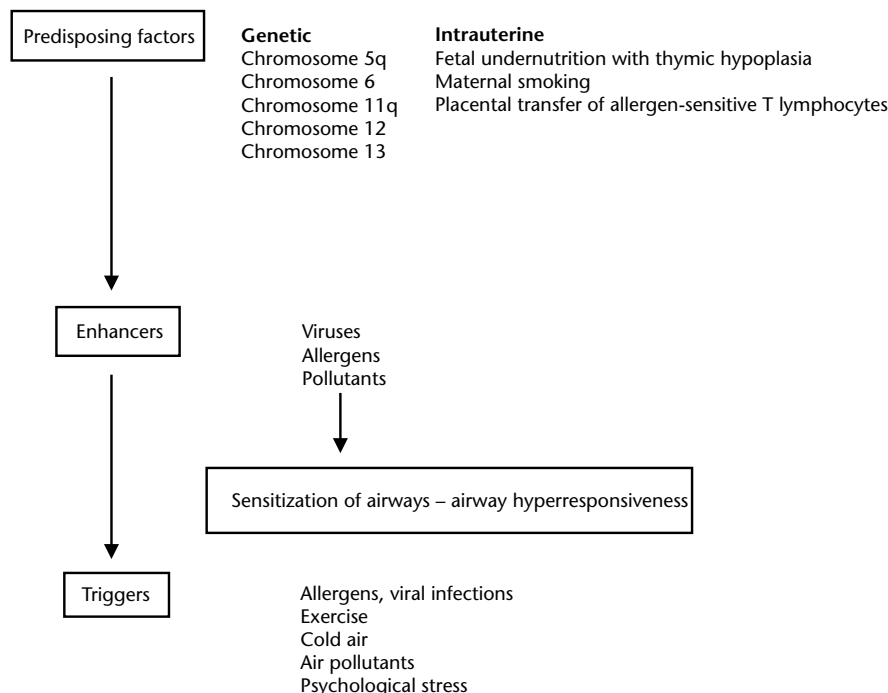 Predisposing factors
Genetic
Chromosome 5q
Chromosome 6
Chromosome 11q
Chromosome 12
Chromosome 13
Intrauterine
Fetal undernutrition with thymic hypoplasia
Maternal smoking
Placental transfer of allergen-sensitive T lymphocytes
Enhancers
Viruses
Allergens
Pollutants
Sensitization of airways – airway hyperresponsiveness
Triggers
Allergens, viral infections
Exercise
Cold air
Air pollutants
Psychological stress